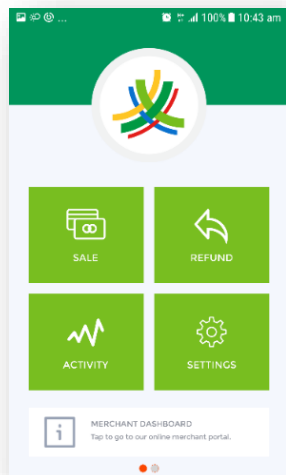 ... 100% 10:43 am
SALE
REFUND
ACTIVITY
SETTINGS
MERCHANT DASHBOARD
Tap to go to our online merchant portal.